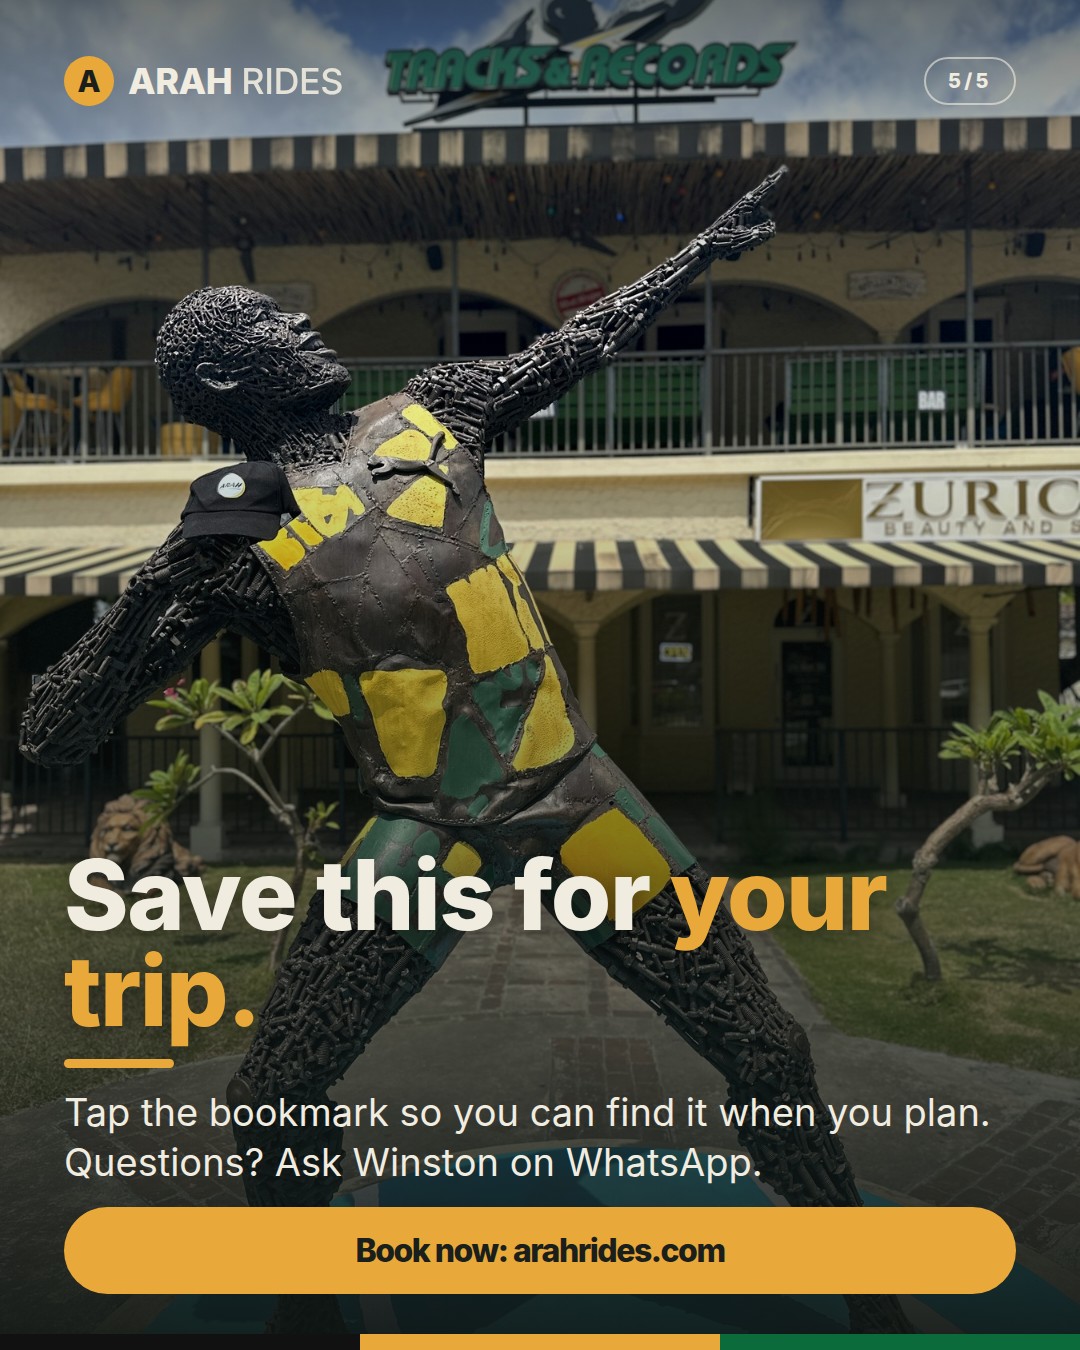 TRACKS & RECORDS
A ARAH RIDES
5/5
BAR
ARAH
ZURIC
BEAUTY AND S
Save this for your
trip.
Tap the bookmark so you can find it when you plan.
Questions? Ask Winston on WhatsApp.
Book now: arahrides.com